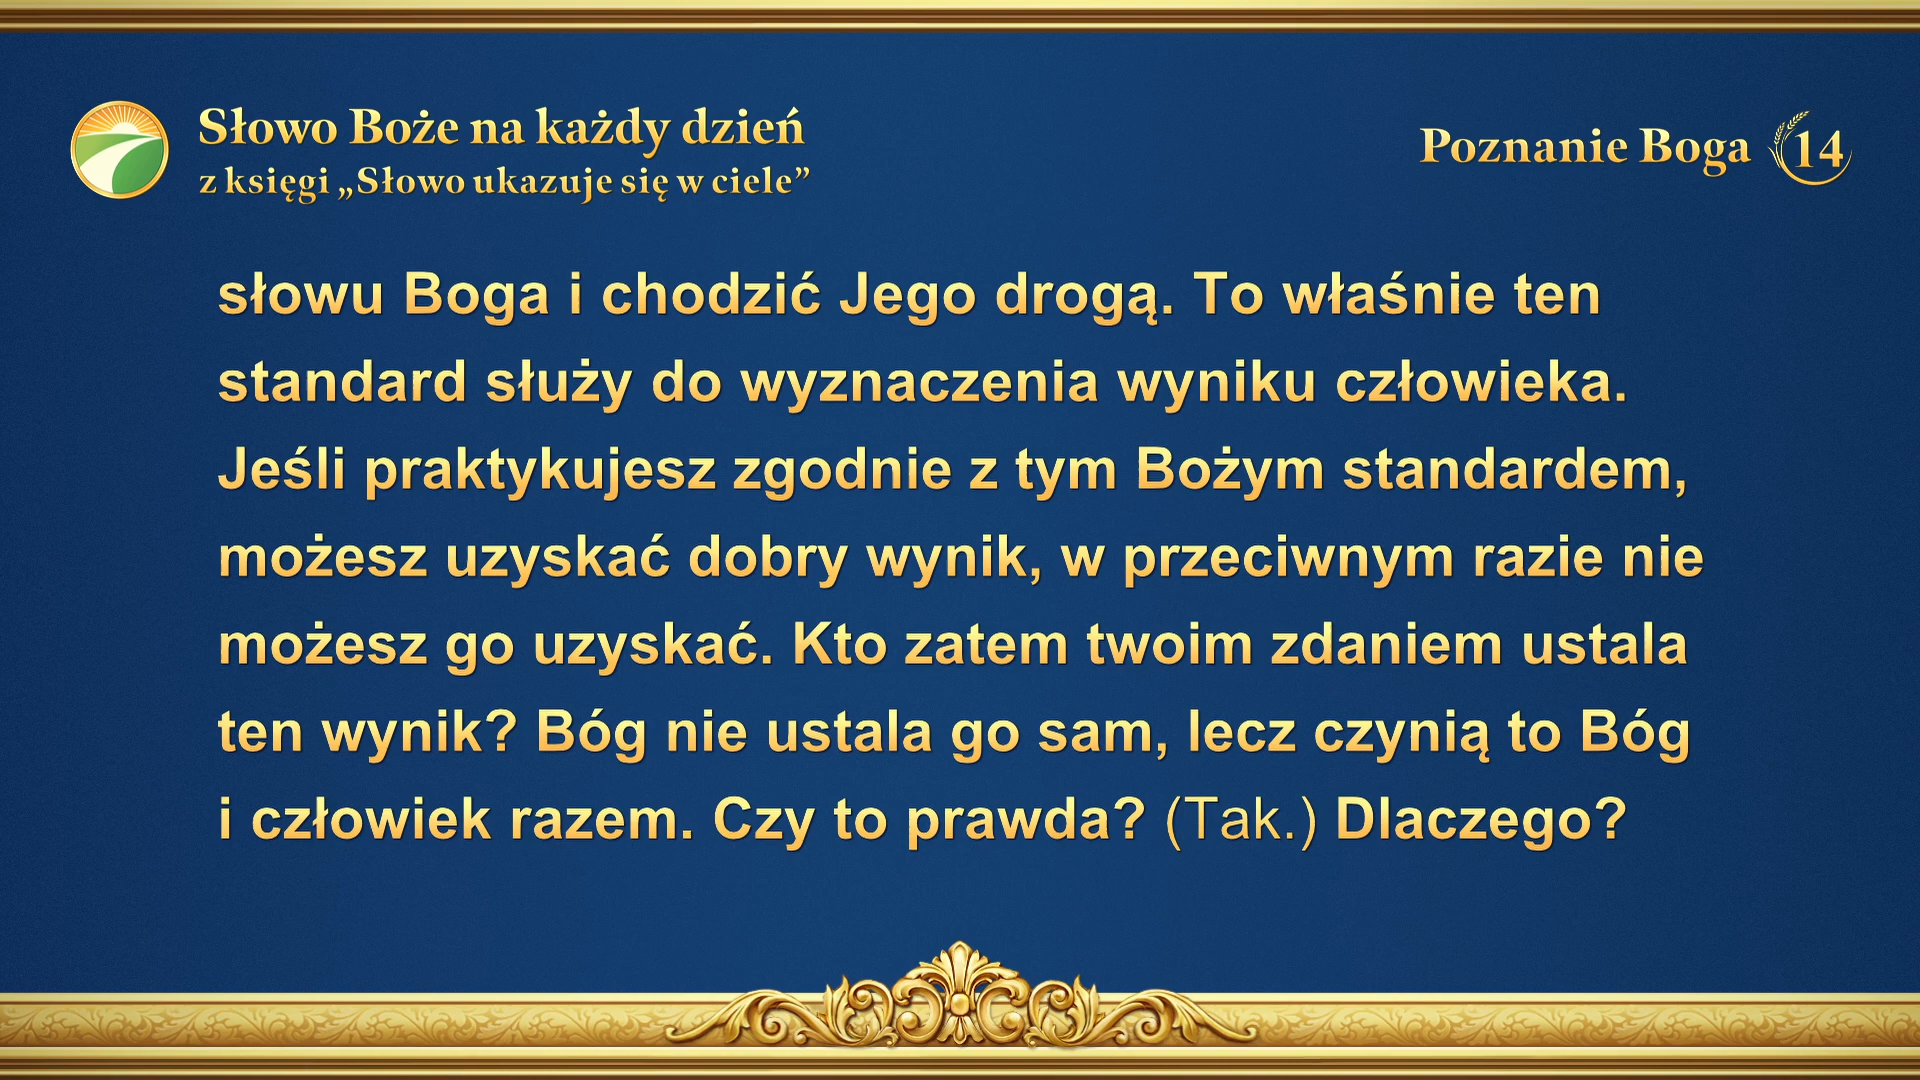 Słowo Boże na każdy dzień
z księgi „Słowo ukazuje się w ciele”
Poznanie Boga 14
słowu Boga i chodzić Jego drogą. To właśnie ten
standard służy do wyznaczenia wyniku człowieka.
Jeśli praktykujesz zgodnie z tym Bożym standardem,
możesz uzyskać dobry wynik, w przeciwnym razie nie
możesz go uzyskać. Kto zatem twoim zdaniem ustala
ten wynik? Bóg nie ustala go sam, lecz czynią to Bóg
i człowiek razem. Czy to prawda? (Tak.) Dlaczego?